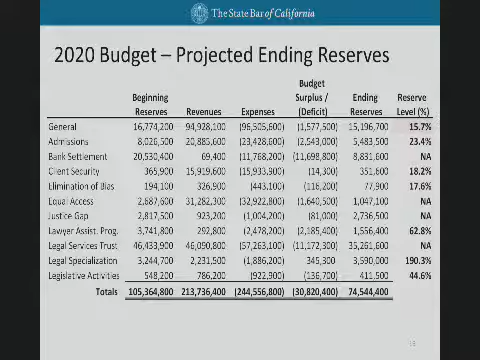 The State Bar of California
2020 Budget – Projected Ending Reserves
Beginning Reserves Revenues Expenses Budget Surplus / (Deficit) Ending Reserves Reserve Level (%)
General 16,774,200 94,928,100 (96,505,600) (1,577,500) 15,196,700 15.7%
Admissions 8,026,500 20,885,600 (23,428,600) (2,543,000) 5,483,500 23.4%
Bank Settlement 20,530,400 69,400 (11,768,200) (11,698,800) 8,831,600 NA
Client Security 365,900 15,919,600 (15,933,900) (14,300) 351,600 18.2%
Elimination of Bias 194,100 326,900 (443,100) (116,200) 77,900 17.6%
Equal Access 2,687,600 31,282,300 (32,922,800) (1,640,500) 1,047,100 NA
Justice Gap 2,817,500 923,200 (1,004,200) (81,000) 2,736,500 NA
Lawyer Assist. Prog. 3,741,800 292,800 (2,478,200) (2,185,400) 1,556,400 62.8%
Legal Services Trust 46,433,900 46,090,800 (57,263,100) (11,172,300) 35,261,600 NA
Legal Specialization 3,244,700 2,231,500 (1,886,200) 345,300 3,590,000 190.3%
Legislative Activities 548,200 786,200 (922,900) (136,700) 411,500 44.6%
Totals 105,364,800 213,736,400 (244,556,800) (30,820,400) 74,544,400